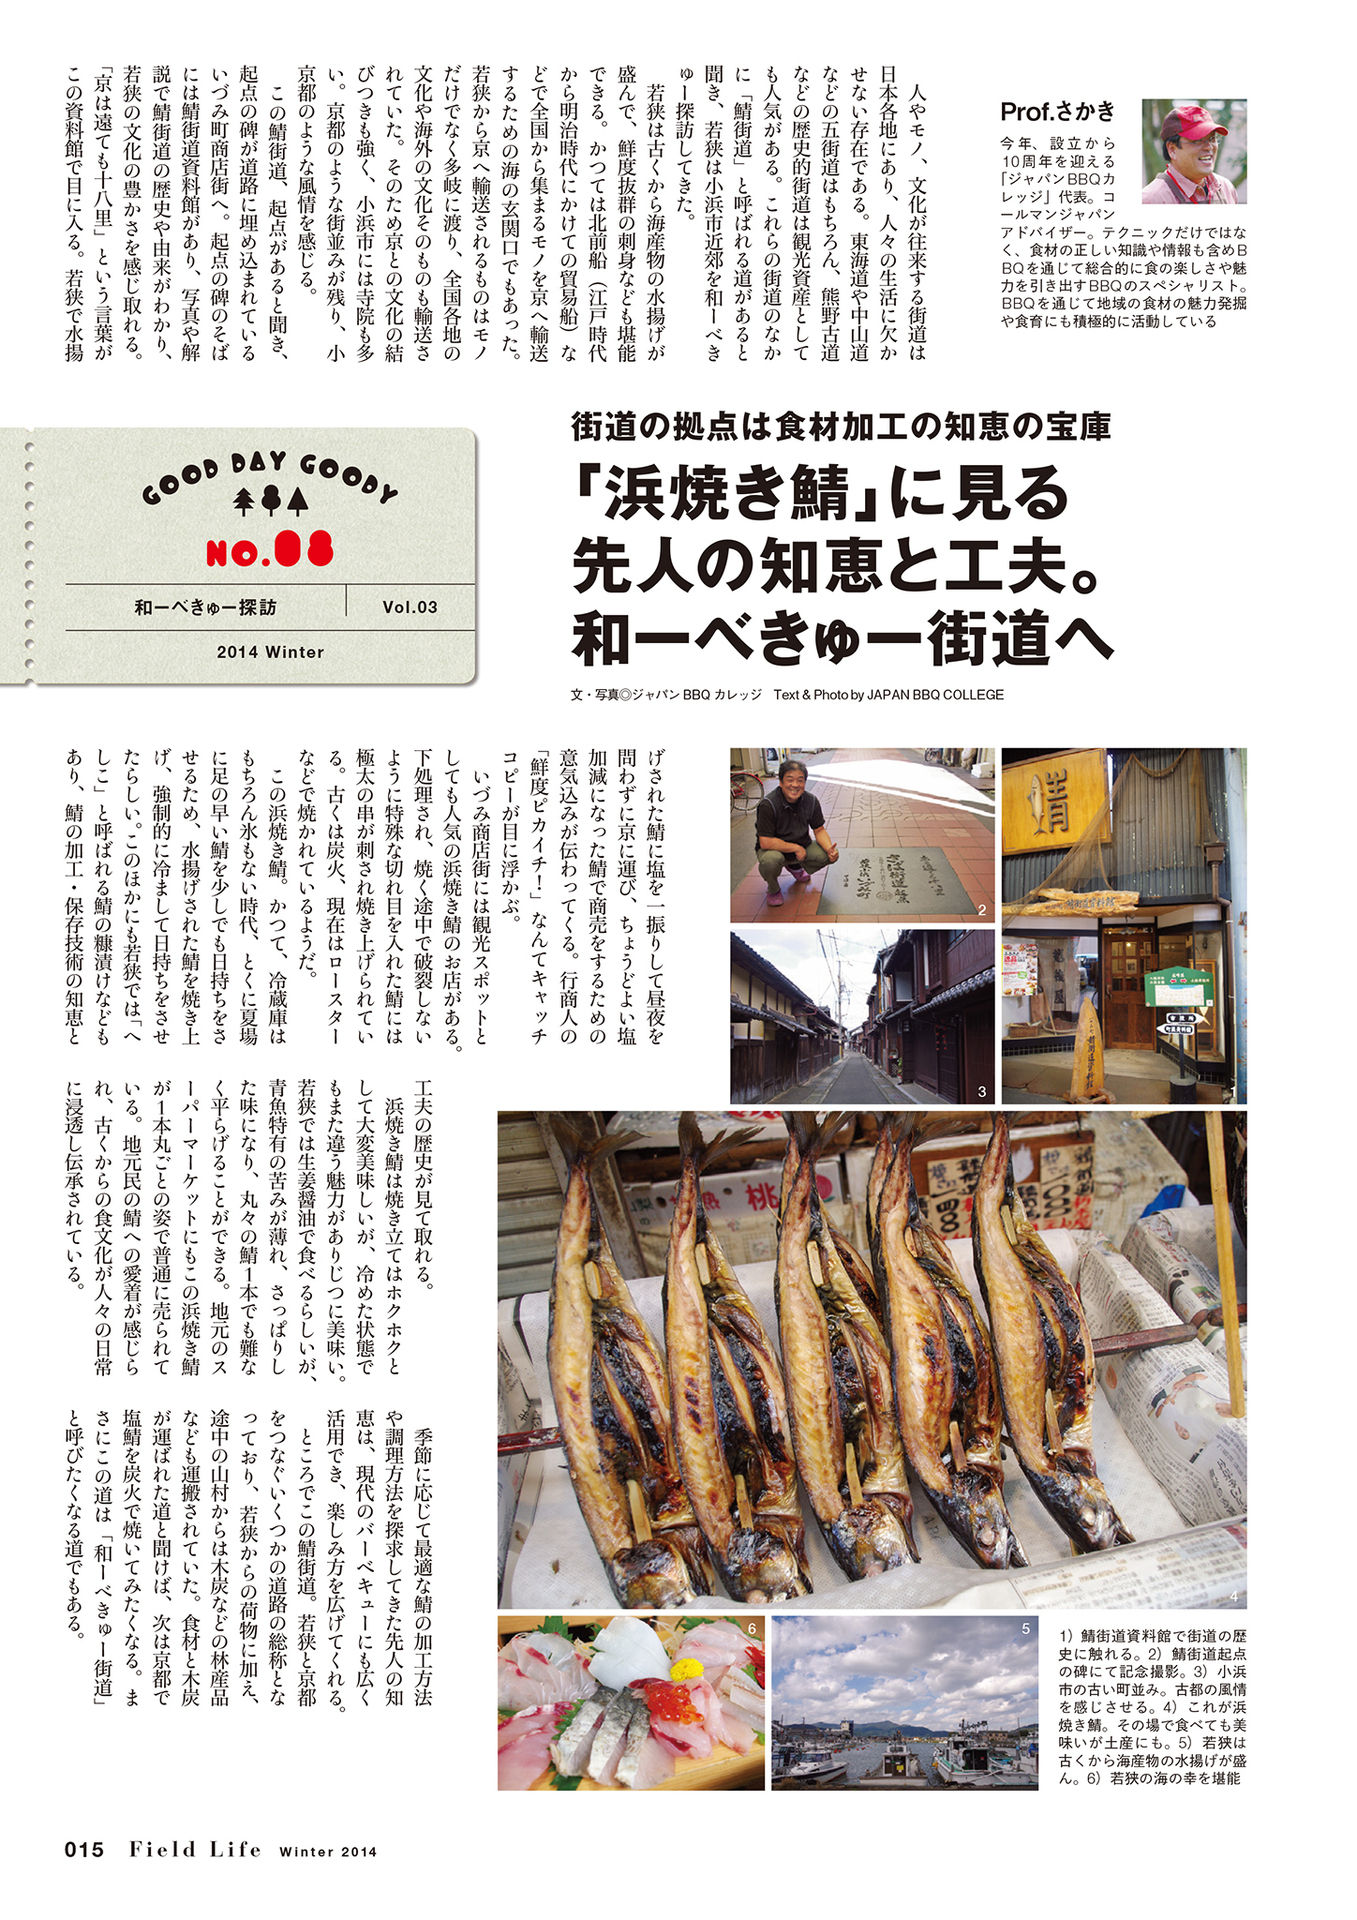 Prof.さかき
今年、設立から
10周年を迎える
「ジャパンBBQカ
レッジ」代表。コ
ールマンジャパン
アドバイザー。テクニックだけではな
く、食材の正しい知識や情報も含めB
BQを通じて総合的に食の楽しさや魅
力を引き出すBBQのスペシャリスト。
BBQを通じて地域の食材の魅力発掘
や食育にも積極的に活動している
街道の拠点は食材加工の知恵の宝庫
「浜焼き鯖」に見る
先人の知恵と工夫。
和ーべきゅー街道へ
文・写真◎ジャパン BBQ カレッジ Text & Photo by JAPAN BBQ COLLEGE
GOOD DAY GOODY
NO.08
和ーべきゅー探訪 Vol.03
2014 Winter
人やモノ、文化が往来する街道は
日本各地にあり、人々の生活に欠か
せない存在である。東海道や中山道
などの五街道はもちろん、熊野古道
などの歴史的街道は観光資産として
も人気がある。これらの街道のなか
に「鯖街道」と呼ばれる道があると
聞き、若狭は小浜市近郊を和ーべき
ゅー探訪してきた。
若狭は古くから海産物の水揚げが
盛んで、鮮度抜群の刺身なども堪能
できる。かつては北前船（江戸時代
から明治時代にかけての貿易船）な
どで全国から集まるモノを京へ輸送
するための海の玄関口でもあった。
若狭から京へ輸送されるものはモノ
だけでなく多岐に渡り、全国各地の
文化や海外の文化そのものも輸送さ
れていた。そのため京との文化の結
びつきも強く、小浜市には寺院も多
い。京都のような街並みが残り、小
京都のような風情を感じる。
この鯖街道、起点があると聞き、
起点の碑が道路に埋め込まれている
いづみ町商店街へ。起点の碑のそば
には鯖街道資料館があり、写真や解
説で鯖街道の歴史や由来がわかり、
若狭の文化の豊かさを感じ取れる。
「京は遠ても十八里」という言葉が
この資料館で目に入る。若狭で水揚
げされた鯖に塩を一振りして昼夜を
問わずに京に運び、ちょうどよい塩
加減になった鯖で商売をするための
意気込みが伝わってくる。行商人の
「鮮度ピカイチ！」なんてキャッチ
コピーが目に浮かぶ。
いづみ商店街には観光スポットと
しても人気の浜焼き鯖のお店がある。
下処理され、焼く途中で破裂しない
ように特殊な切れ目を入れた鯖には
極太の串が刺され焼き上げられてい
る。古くは炭火、現在はロースター
などで焼かれているようだ。
この浜焼き鯖。かつて、冷蔵庫は
もちろん氷もない時代、とくに夏場
に足の早い鯖を少しでも日持ちをさ
せるため、水揚げされた鯖を焼き上
げ、強制的に冷まして日持ちをさせ
たらしい。このほかにも若狭では「へ
しこ」と呼ばれる鯖の糠漬けなども
あり、鯖の加工・保存技術の知恵と
工夫の歴史が見て取れる。
浜焼き鯖は焼き立てはホクホクと
して大変美味しいが、冷めた状態で
もまた違う魅力がありじつに美味い。
若狭では生姜醤油で食べるらしいが、
青魚特有の苦みが薄れ、さっぱりし
た味になり、丸々の鯖1本でも難な
く平らげることができる。地元のス
ーパーマーケットにもこの浜焼き鯖
が1本丸ごとの姿で普通に売られて
いる。地元民の鯖への愛着が感じら
れ、古くからの食文化が人々の日常
に浸透し伝承されている。
季節に応じて最適な鯖の加工方法
や調理方法を探求してきた先人の知
恵は、現代のバーベキューにも広く
活用でき、楽しみ方を広げてくれる。
ところでこの鯖街道。若狭と京都
をつなぐいくつかの道路の総称とな
っており、若狭からの荷物に加え、
途中の山村からは木炭などの林産品
なども運搬されていた。食材と木炭
が運ばれた道と聞けば、次は京都で
塩鯖を炭火で焼いてみたくなる。ま
さにこの道は「和ーべきゅー街道」
と呼びたくなる道でもある。
2
3
1
4
6
5
1）鯖街道資料館で街道の歴
史に触れる。2）鯖街道起点
の碑にて記念撮影。3）小浜
市の古い町並み。古都の風情
を感じさせる。4）これが浜
焼き鯖。その場で食べても美
味いが土産にも。5）若狭は
古くから海産物の水揚げが盛
ん。6）若狭の海の幸を堪能
015 Field Life Winter 2014